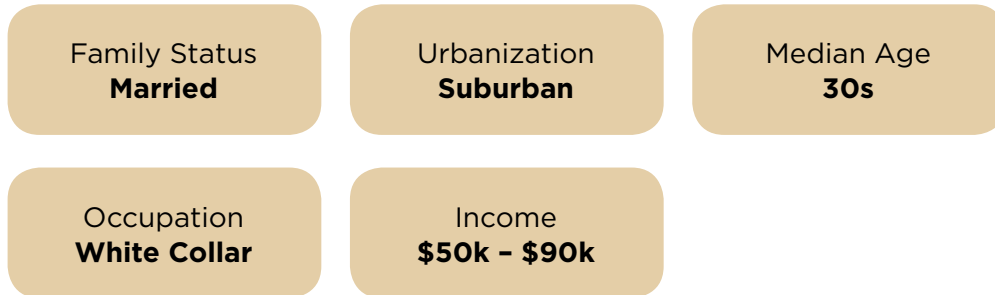 Family Status
Married
Urbanization
Suburban
Median Age
30s
Occupation
White Collar
Income
$50k – $90k